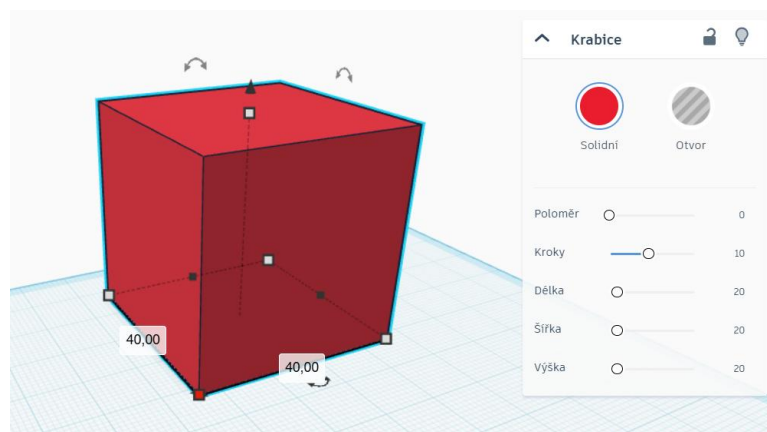 Krabice
Solidní
Otvor
Poloměr 0
Kroky 10
Délka 20
Šířka 20
Výška 20
40,00
40,00